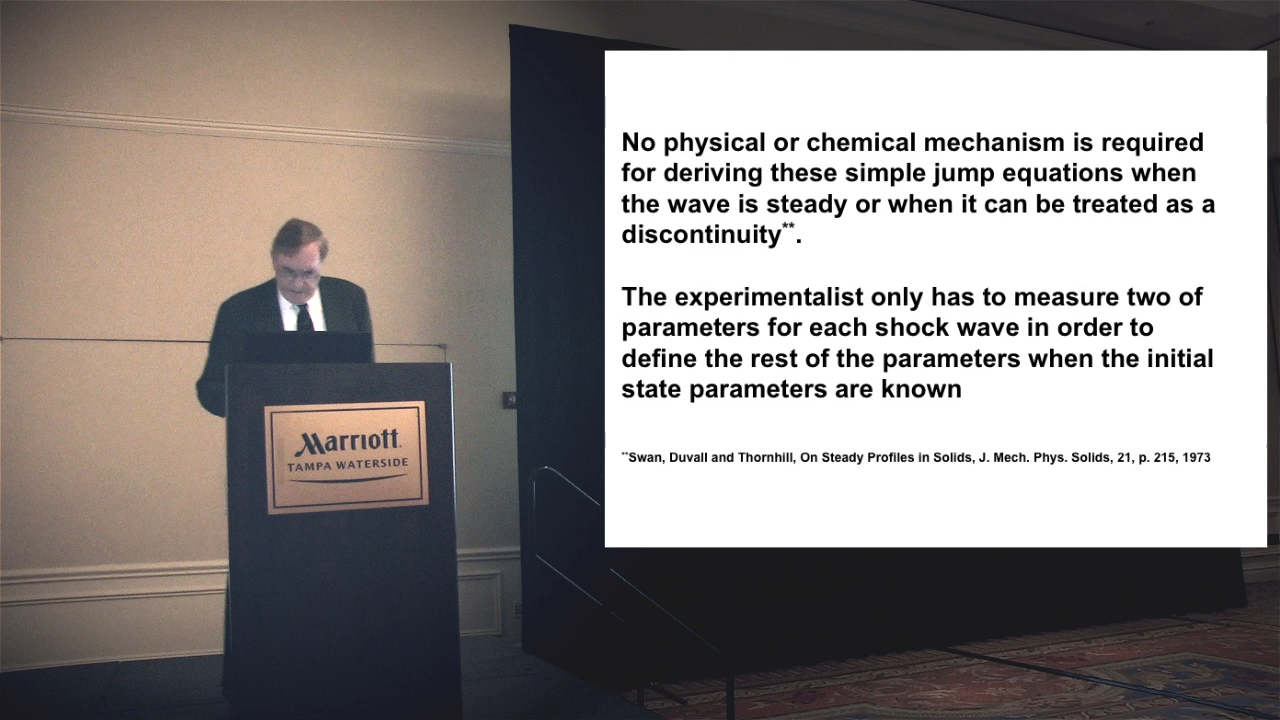 No physical or chemical mechanism is required
for deriving these simple jump equations when
the wave is steady or when it can be treated as a
discontinuity**.
The experimentalist only has to measure two of
parameters for each shock wave in order to
define the rest of the parameters when the initial
state parameters are known
**Swan, Duvall and Thornhill, On Steady Profiles in Solids, J. Mech. Phys. Solids, 21, p. 215, 1973
Marriott
TAMPA WATERSIDE